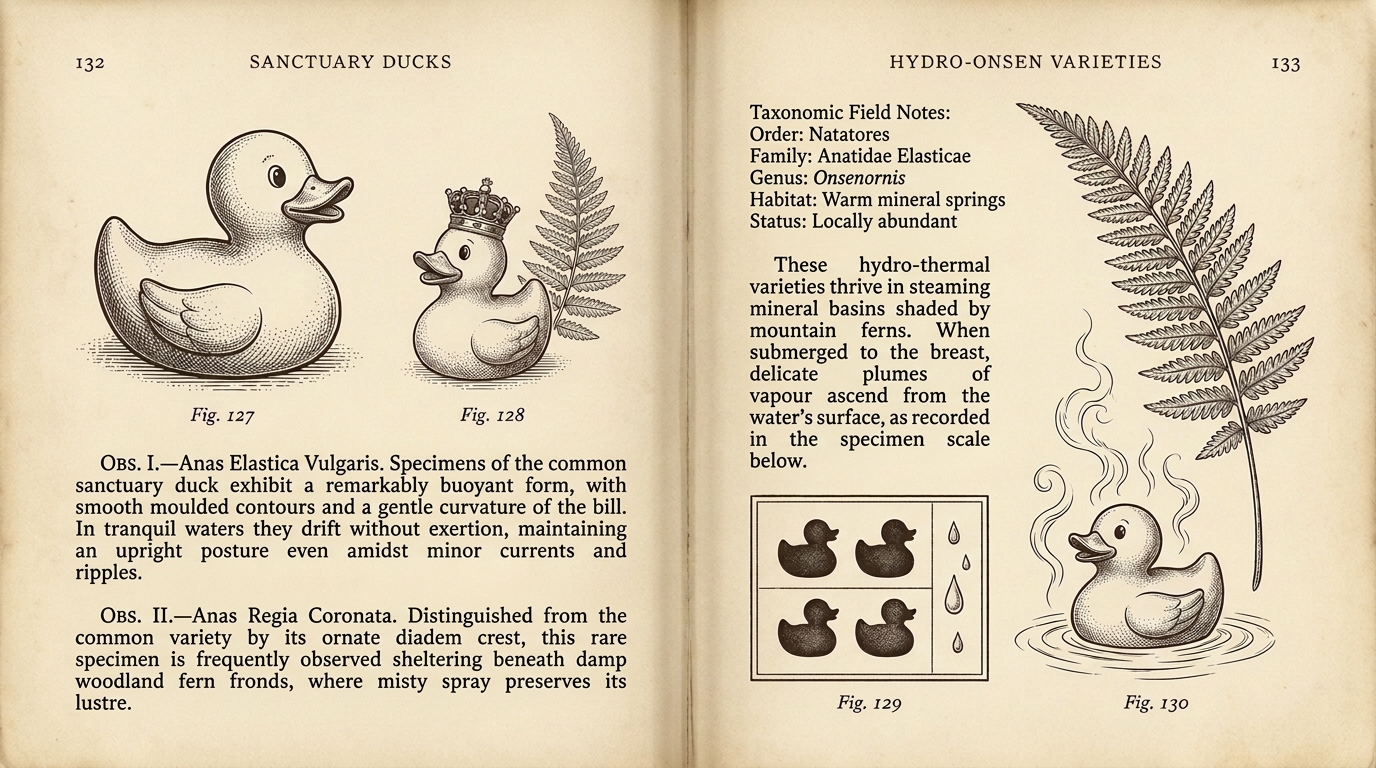 132
SANCTUARY DUCKS
Fig. 127
Fig. 128
OBS. I.—Anas Elastica Vulgaris. Specimens of the common
sanctuary duck exhibit a remarkably buoyant form, with
smooth moulded contours and a gentle curvature of the bill.
In tranquil waters they drift without exertion, maintaining
an upright posture even amidst minor currents and
ripples.
OBS. II.—Anas Regia Coronata. Distinguished from the
common variety by its ornate diadem crest, this rare
specimen is frequently observed sheltering beneath damp
woodland fern fronds, where misty spray preserves its
lustre.
HYDRO-ONSEN VARIETIES
133
Taxonomic Field Notes:
Order: Natatores
Family: Anatidae Elasticae
Genus: Onsenornis
Habitat: Warm mineral springs
Status: Locally abundant
These hydro-thermal
varieties thrive in steaming
mineral basins shaded by
mountain ferns. When
submerged to the breast,
delicate plumes of
vapour ascend from the
water's surface, as recorded
in the specimen scale
below.
Fig. 129
Fig. 130